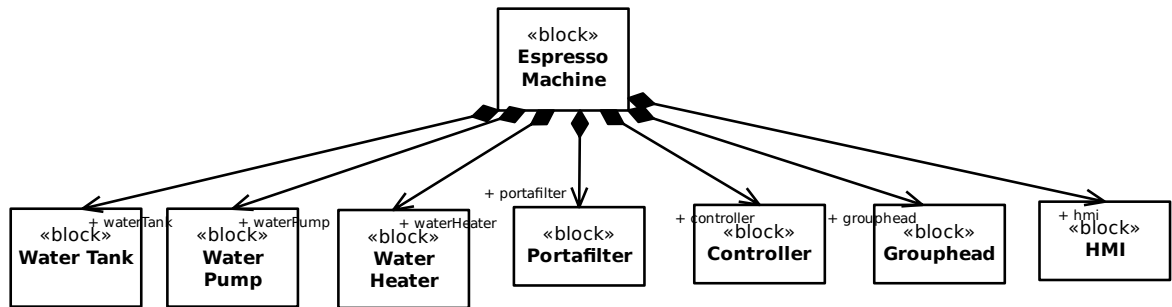 «block»
Espresso
Machine
+ waterTank
+ waterPump
+ waterHeater
+ portafilter
+ controller
+ grouphead
+ hmi
«block»
Water Tank
«block»
Water
Pump
«block»
Water
Heater
«block»
Portafilter
«block»
Controller
«block»
Grouphead
«block»
HMI